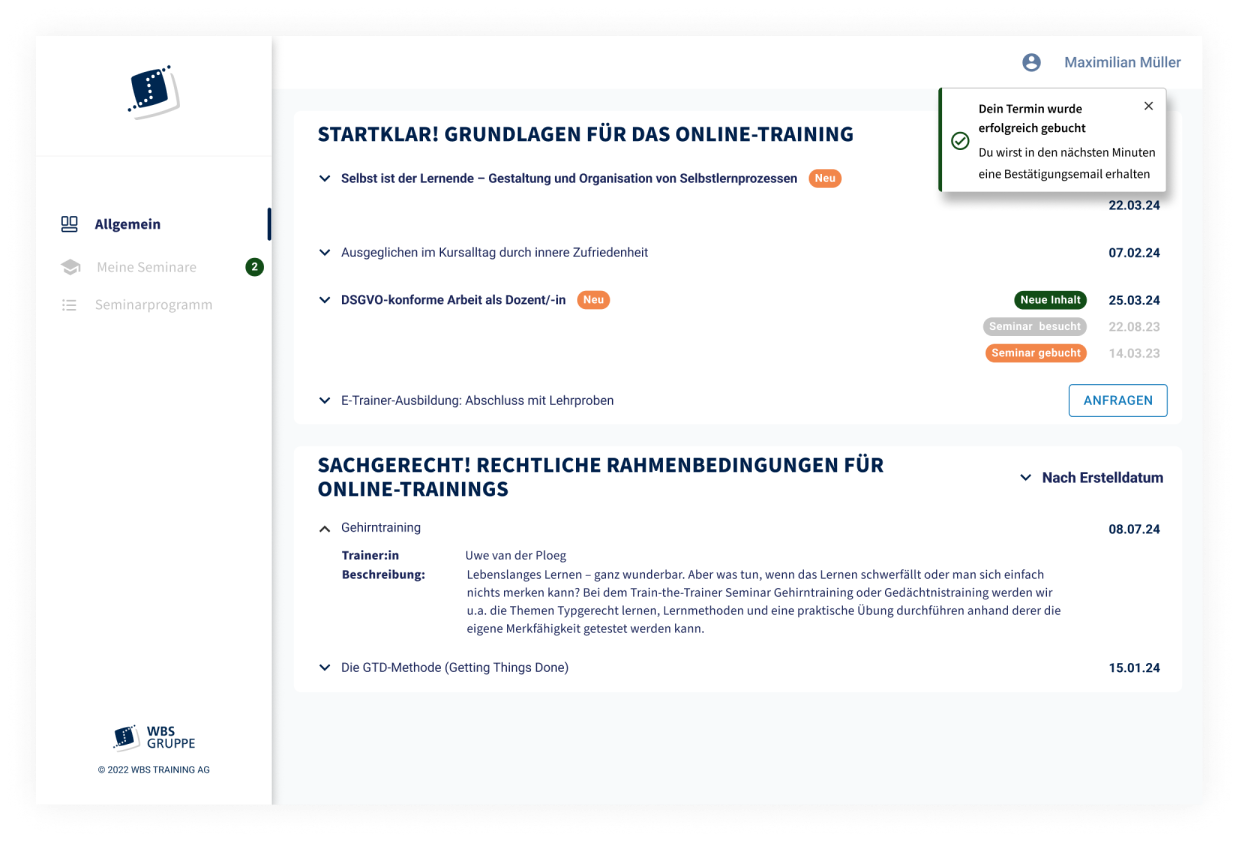 Maximilian Müller
Dein Termin wurde
erfolgreich gebucht
Du wirst in den nächsten Minuten
eine Bestätigungsemail erhalten
Allgemein
Meine Seminare 2
Seminarprogramm
STARTKLAR! GRUNDLAGEN FÜR DAS ONLINE-TRAINING
Selbst ist der Lernende – Gestaltung und Organisation von Selbstlernprozessen Neu
22.03.24
Ausgeglichen im Kursalltag durch innere Zufriedenheit 07.02.24
DSGVO-konforme Arbeit als Dozent/-in Neu Neue Inhalt 25.03.24
Seminar besucht 22.08.23
Seminar gebucht 14.03.23
E-Trainer-Ausbildung: Abschluss mit Lehrproben ANFRAGEN
SACHGERECHT! RECHTLICHE RAHMENBEDINGUNGEN FÜR
ONLINE-TRAININGS
Nach Erstelldatum
Gehirntraining 08.07.24
Trainer:in Uwe van der Ploeg
Beschreibung: Lebenslanges Lernen – ganz wunderbar. Aber was tun, wenn das Lernen schwerfällt oder man sich einfach
nichts merken kann? Bei dem Train-the-Trainer Seminar Gehirntraining oder Gedächtnistraining werden wir
u.a. die Themen Typgerecht lernen, Lernmethoden und eine praktische Übung durchführen anhand derer die
eigene Merkfähigkeit getestet werden kann.
Die GTD-Methode (Getting Things Done) 15.01.24
WBS
GRUPPE
© 2022 WBS TRAINING AG